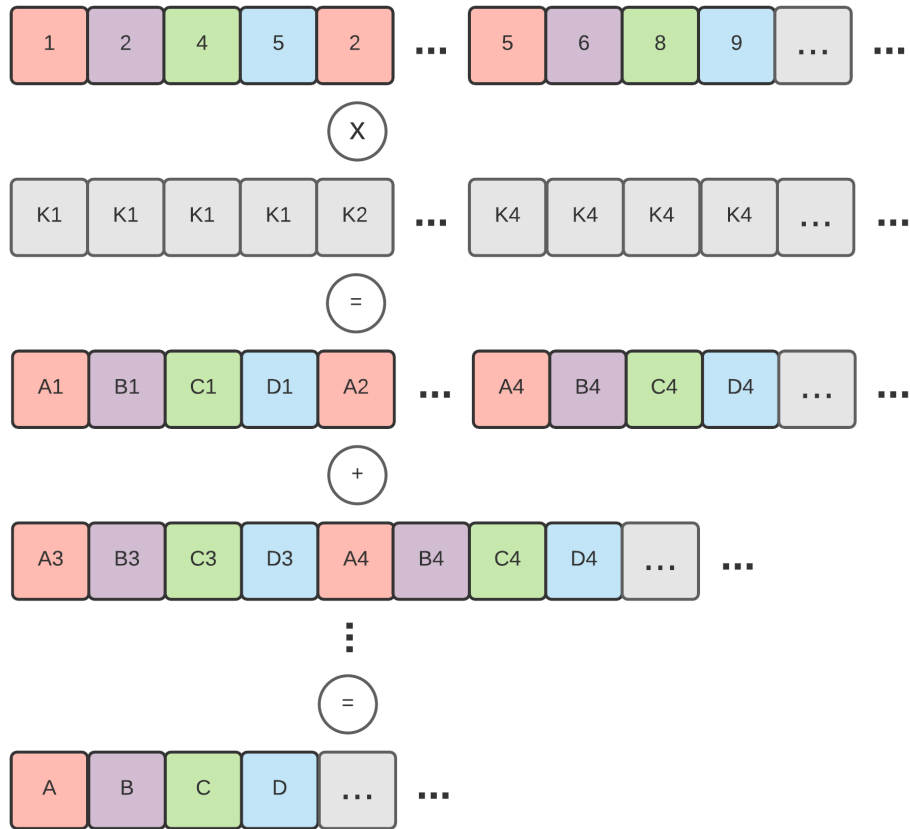 1 2 4 5 2 ... 5 6 8 9 ... ...
X
K1 K1 K1 K1 K2 ... K4 K4 K4 K4 ... ...
=
A1 B1 C1 D1 A2 ... A4 B4 C4 D4 ... ...
+
A3 B3 C3 D3 A4 B4 C4 D4 ... ...
⋮
=
A B C D ... ...